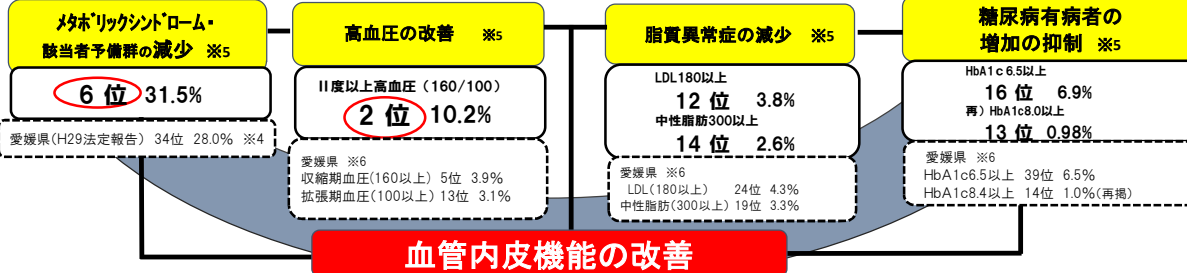 メタボリックシンドローム・
該当者予備群の減少 ※5
6 位 31.5%
愛媛県(H29法定報告) 34位 28.0% ※4
高血圧の改善 ※5
Ⅱ度以上高血圧（160/100）
2 位 10.2%
愛媛県 ※6
収縮期血圧(160以上) 5位 3.9%
拡張期血圧(100以上) 13位 3.1%
脂質異常症の減少 ※5
LDL180以上
12 位 3.8%
中性脂肪300以上
14 位 2.6%
愛媛県 ※6
LDL(180以上) 24位 4.3%
中性脂肪(300以上) 19位 3.3%
糖尿病有病者の
増加の抑制 ※5
HbA1c 6.5以上
16 位 6.9%
再）HbA1c8.0以上
13 位 0.98%
愛媛県 ※6
HbA1c6.5以上 39位 6.5%
HbA1c8.4以上 14位 1.0%(再掲)
血管内皮機能の改善